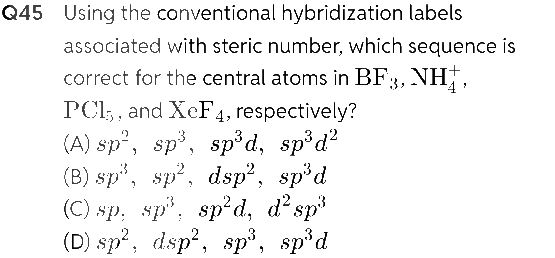 Q45 Using the conventional hybridization labels
associated with steric number, which sequence is
correct for the central atoms in BF₃, NH₄⁺,
PCl₅, and XeF₄, respectively?
(A) sp², sp³, sp³d, sp³d²
(B) sp³, sp², dsp², sp³d
(C) sp, sp³, sp²d, d²sp³
(D) sp², dsp², sp³, sp³d